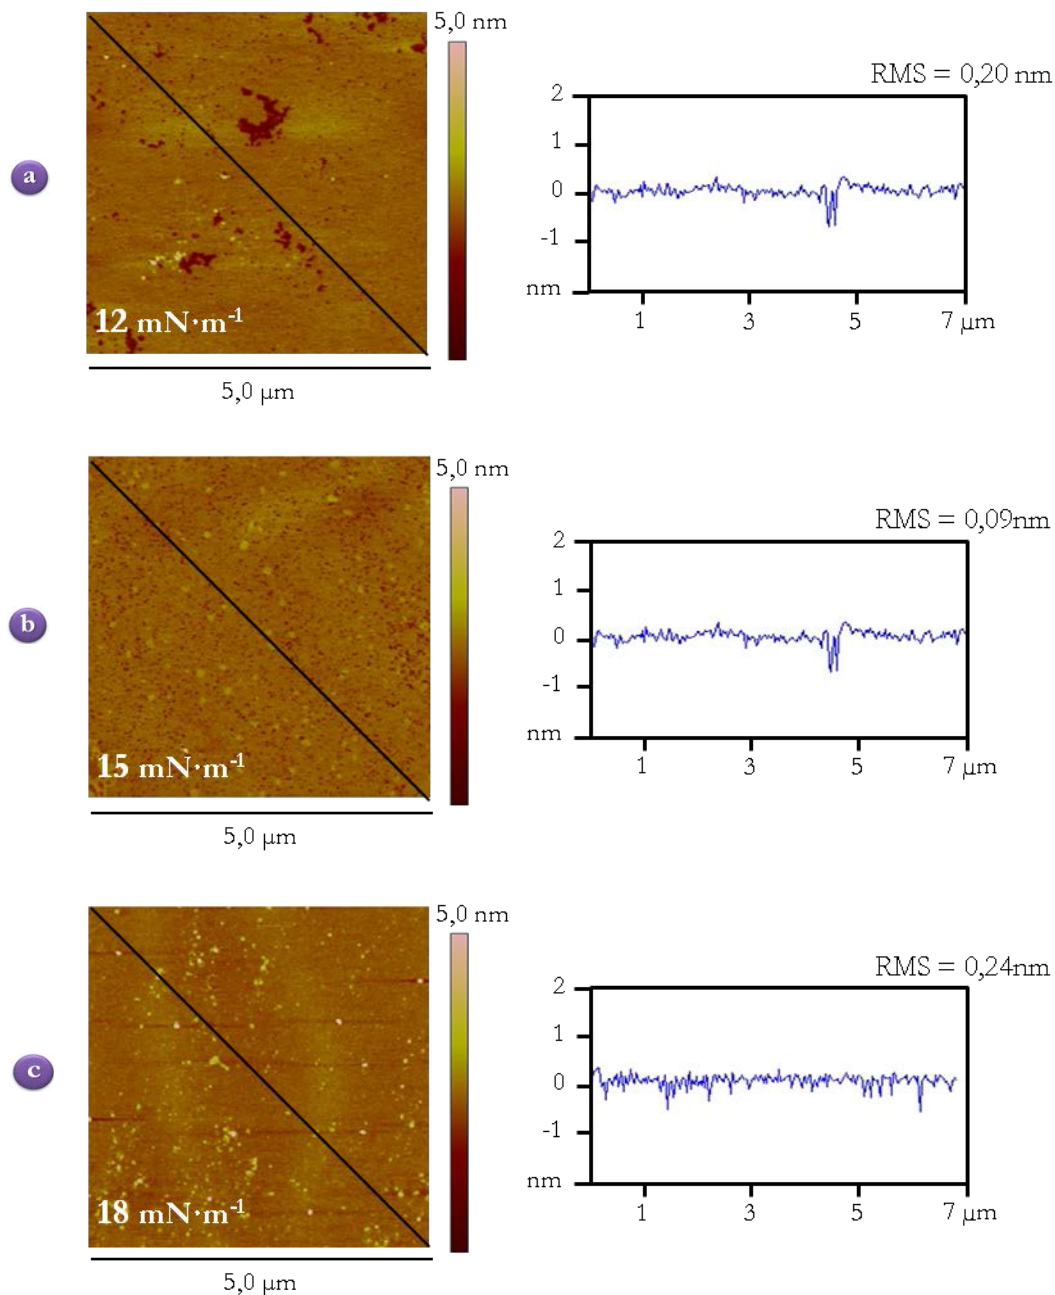 5,0 nm
RMS = 0,20 nm
2
1
a
0
-1
nm
12 mN·m⁻¹
1 3 5 7 µm
5,0 µm
5,0 nm
RMS = 0,09nm
2
1
b
0
-1
nm
15 mN·m⁻¹
1 3 5 7 µm
5,0 µm
5,0 nm
RMS = 0,24nm
2
1
c
0
-1
nm
18 mN·m⁻¹
1 3 5 7 µm
5,0 µm